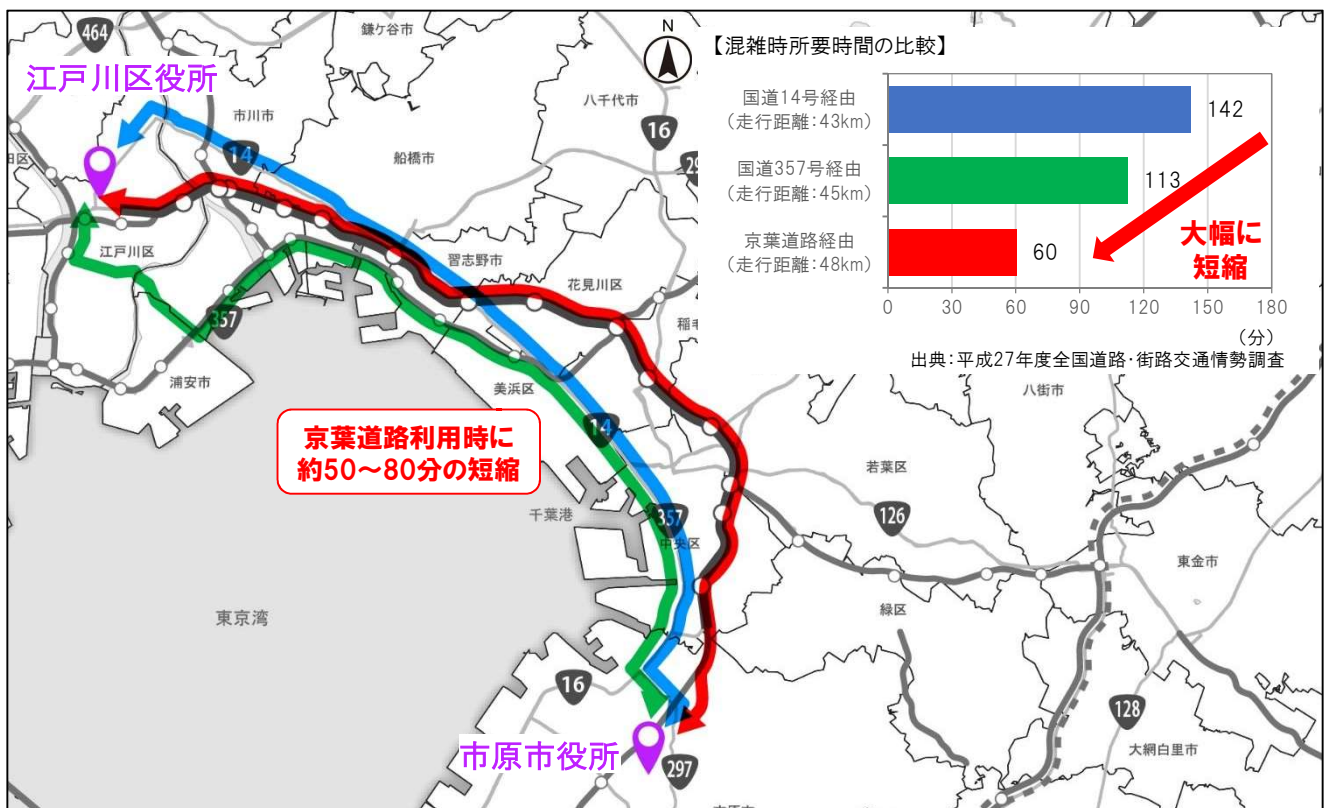 464
鎌ケ谷市
N
【混雑時所要時間の比較】
江戸川区役所
市川市
八千代市
16
14
船橋市
国道14号経由
(走行距離:43km)
142
国道357号経由
(走行距離:45km)
113
京葉道路経由
(走行距離:48km)
60
大幅に
短縮
0 30 60 90 120 150 180
(分)
出典:平成27年度全国道路・街路交通情勢調査
江戸川区
習志野市
花見川区
357
浦安市
美浜区
八街市
14
京葉道路利用時に
約50~80分の短縮
若葉区
千葉港
357
中央区
126
東金市
東京湾
緑区
16
128
市原市役所
297
大網白里市